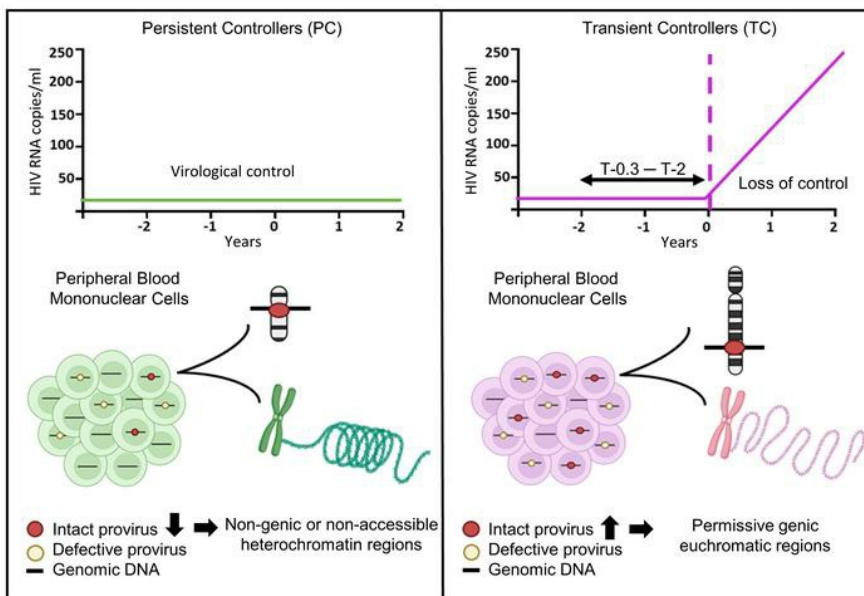 Persistent Controllers (PC)
250
200
150
100
50
HIV RNA copies/ml
Virological control
-2
-1
0
1
2
Years
Peripheral Blood
Mononuclear Cells
Intact provirus
Non-genic or non-accessible
heterochromatin regions
Defective provirus
Genomic DNA
Transient Controllers (TC)
250
200
150
100
50
HIV RNA copies/ml
T-0.3 — T-2
Loss of control
-2
-1
0
1
2
Years
Peripheral Blood
Mononuclear Cells
Intact provirus
Permissive genic
euchromatic regions
Defective provirus
Genomic DNA